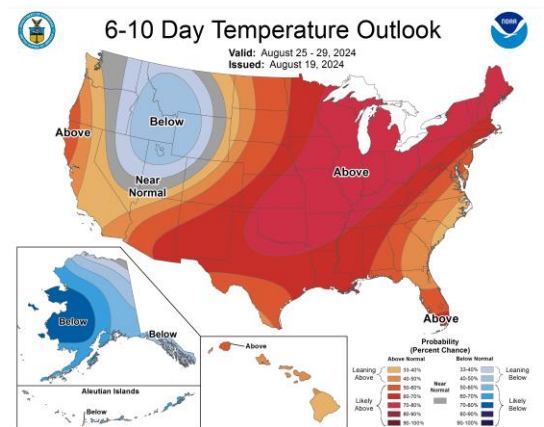 6-10 Day Temperature Outlook
NOAA
Valid: August 25 - 29, 2024
Issued: August 19, 2024
Above
Below
Near
Normal
Above
Above
Below
Below
Aleutian Islands
Below
Above
Probability
(Percent Chance)
Above Normal Below Normal
Leaning
Above
33-40%
40-50%
Likely
Above
50-60%
60-70%
70-80%
80-90%
90-100%
Near
Normal
33-40%
40-50%
Leaning
Below
50-60%
60-70%
70-80%
80-90%
90-100%
Likely
Below